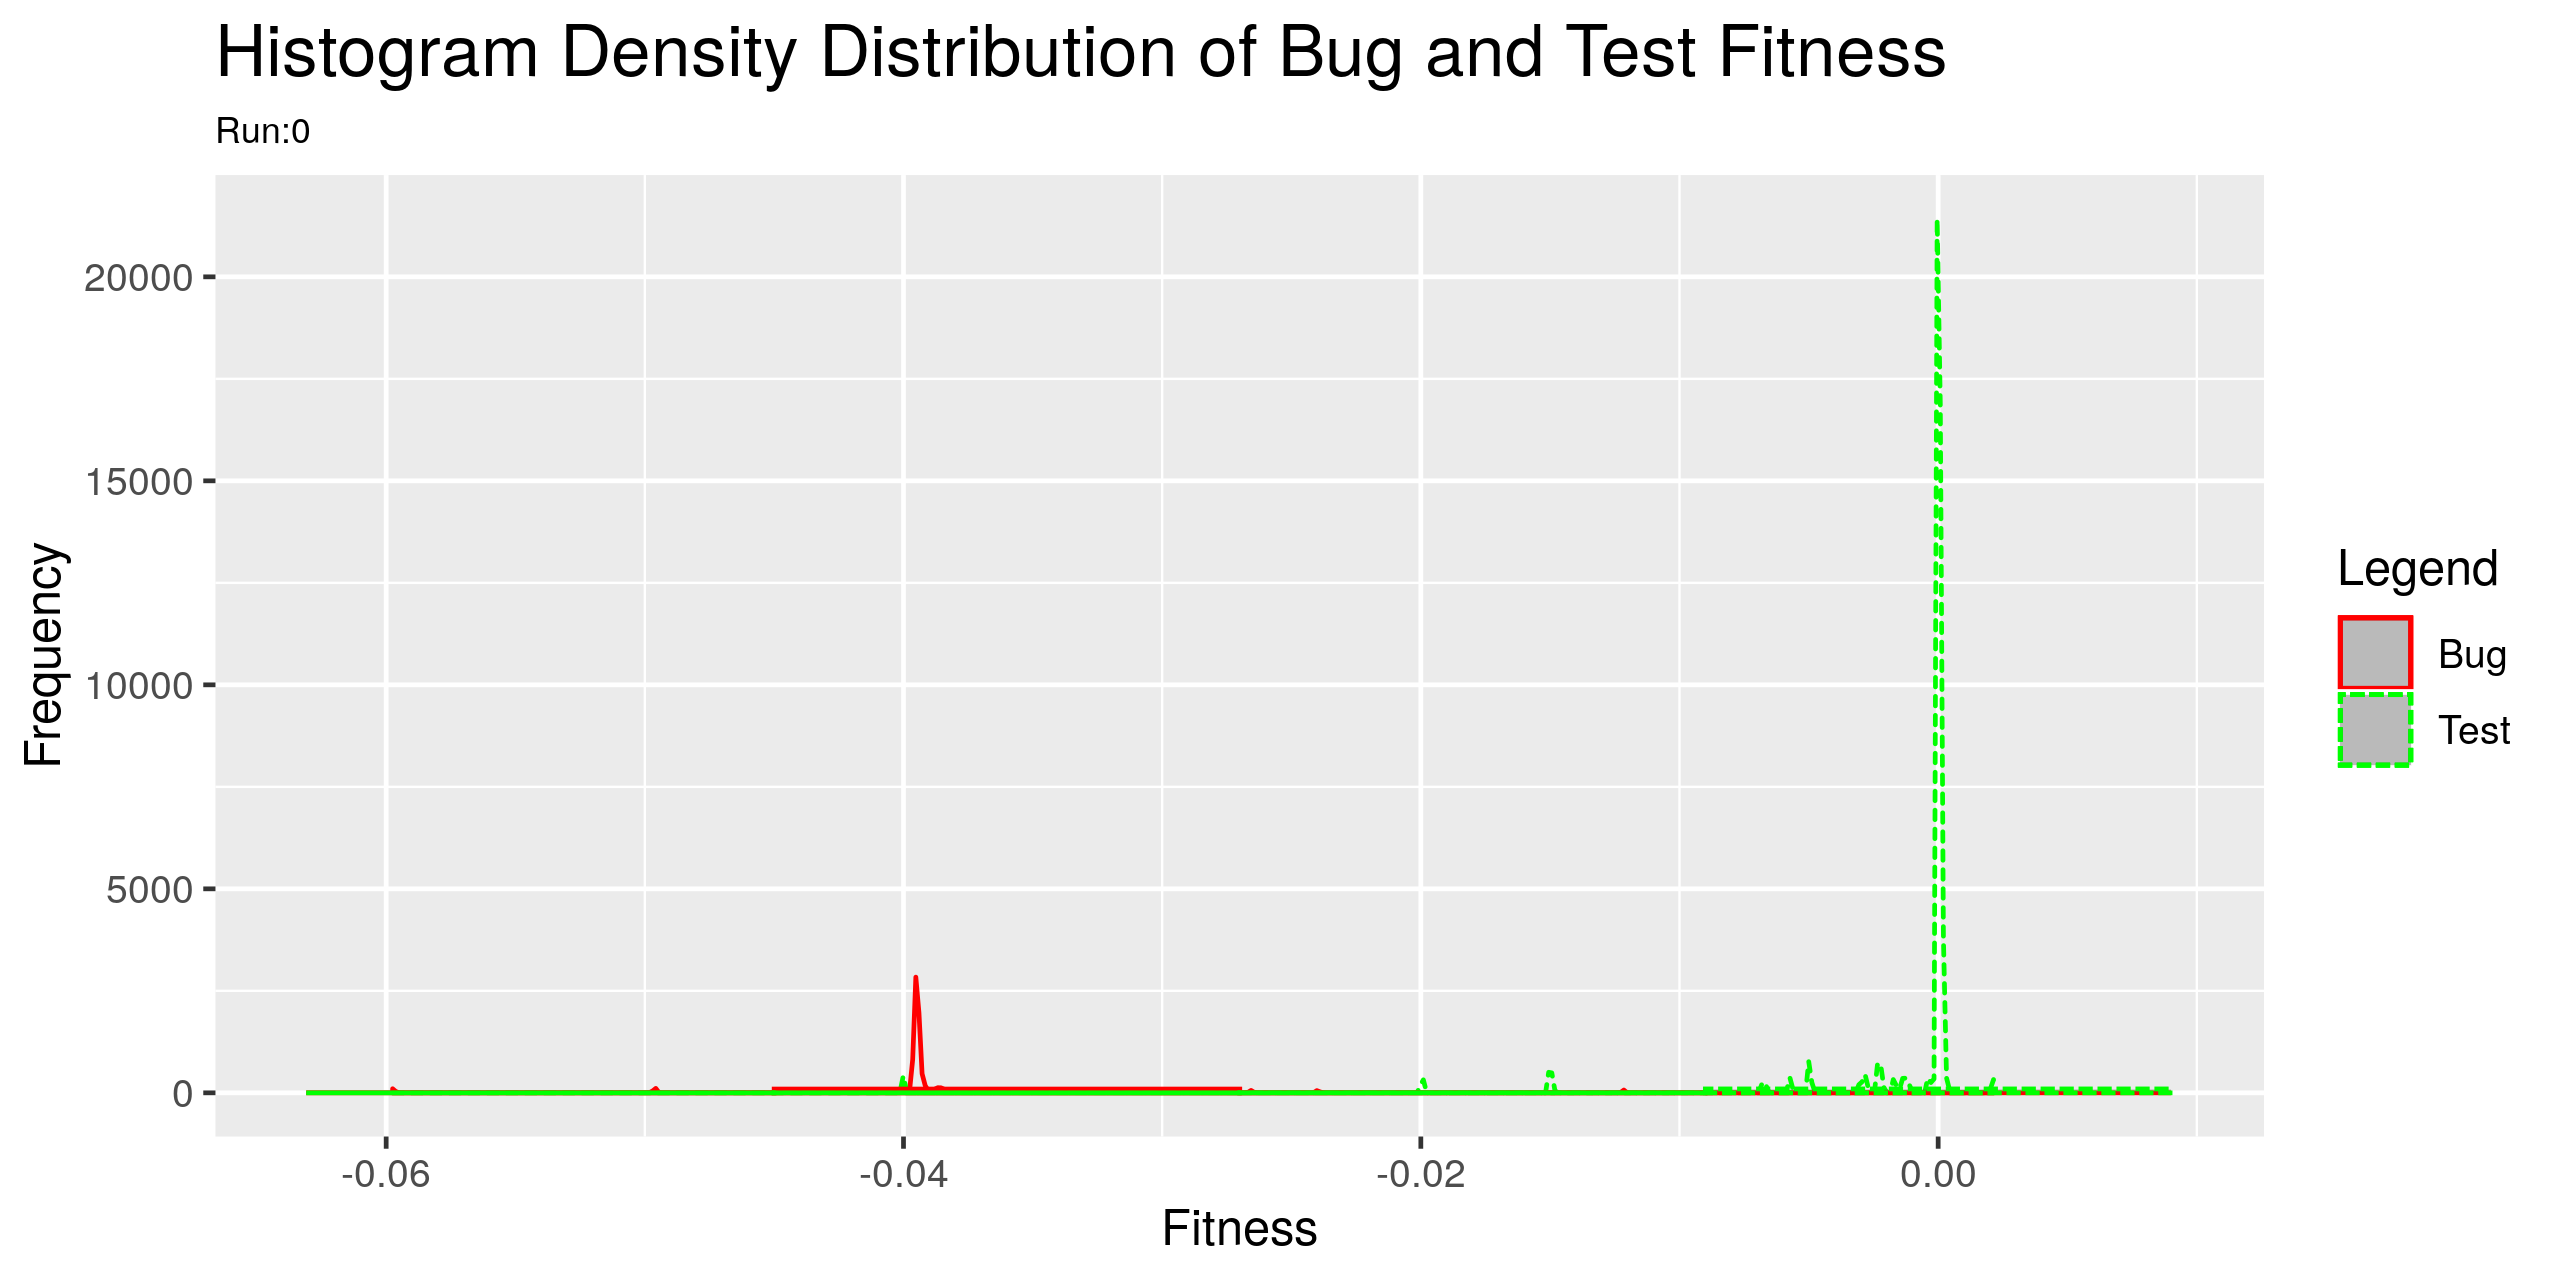 Histogram Density Distribution of Bug and Test Fitness
Run:0
Frequency
20000
15000
10000
5000
0
-0.06
-0.04
-0.02
0.00
Fitness
Legend
Bug
Test